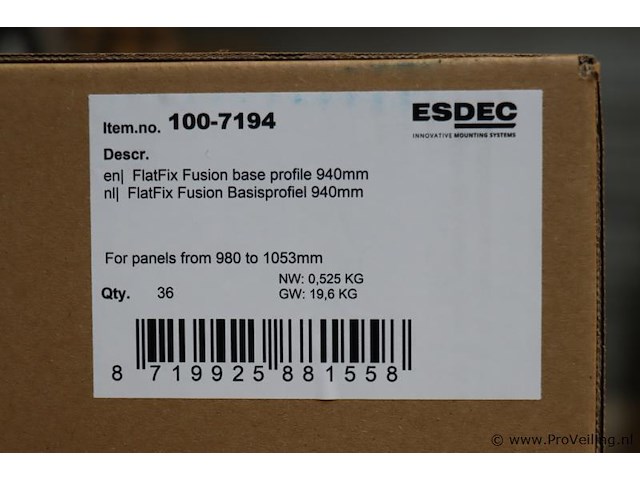 Item.no. 100-7194
ESDEC
INNOVATIVE MOUNTING SYSTEMS
Descr.
en| FlatFix Fusion base profile 940mm
nl| FlatFix Fusion Basisprofiel 940mm
For panels from 980 to 1053mm
NW: 0,525 KG
Qty. 36
GW: 19,6 KG
8 719925 881558
© www.ProVeiling.nl